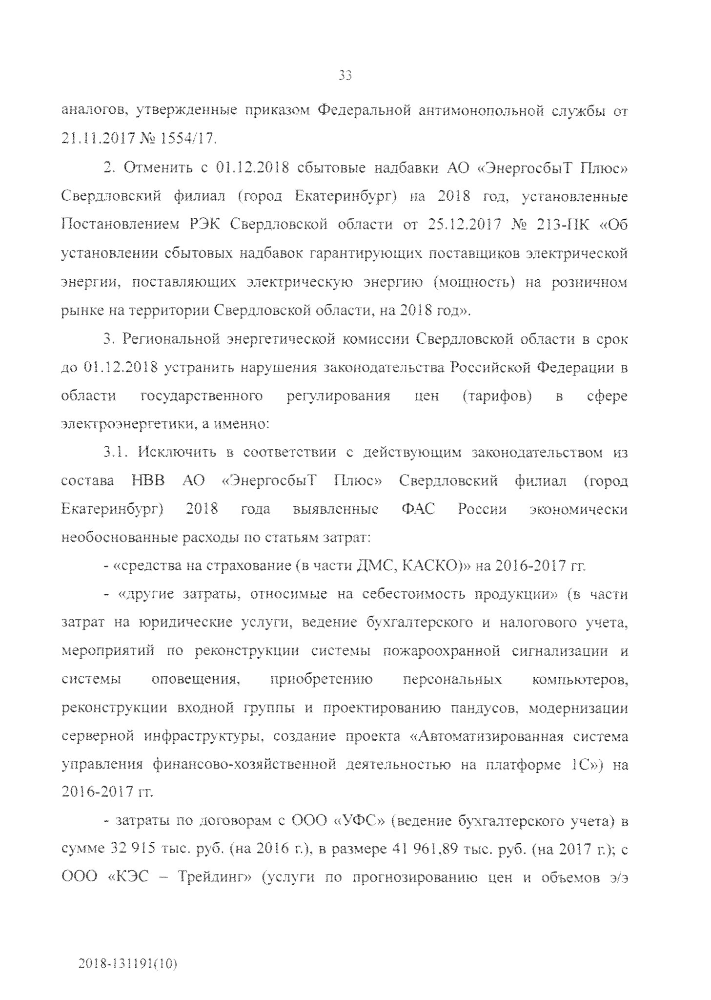 33
аналогов, утвержденные приказом Федеральной антимонопольной службы от
21.11.2017 № 1554/17.
2. Отменить с 01.12.2018 сбытовые надбавки АО «ЭнергосбыТ Плюс»
Свердловский филиал (город Екатеринбург) на 2018 год, установленные
Постановлением РЭК Свердловской области от 25.12.2017 № 213-ПК «Об
установлении сбытовых надбавок гарантирующих поставщиков электрической
энергии, поставляющих электрическую энергию (мощность) на розничном
рынке на территории Свердловской области, на 2018 год».
3. Региональной энергетической комиссии Свердловской области в срок
до 01.12.2018 устранить нарушения законодательства Российской Федерации в
области государственного регулирования цен (тарифов) в сфере
электроэнергетики, а именно:
3.1. Исключить в соответствии с действующим законодательством из
состава НВВ АО «ЭнергосбыТ Плюс» Свердловский филиал (город
Екатеринбург) 2018 года выявленные ФАС России экономически
необоснованные расходы по статьям затрат:
- «средства на страхование (в части ДМС, КАСКО)» на 2016-2017 гг.
- «другие затраты, относимые на себестоимость продукции» (в части
затрат на юридические услуги, ведение бухгалтерского и налогового учета,
мероприятий по реконструкции системы пожароохранной сигнализации и
системы оповещения, приобретению персональных компьютеров,
реконструкции входной группы и проектированию пандусов, модернизации
серверной инфраструктуры, создание проекта «Автоматизированная система
управления финансово-хозяйственной деятельностью на платформе 1С») на
2016-2017 гг.
- затраты по договорам с ООО «УФС» (ведение бухгалтерского учета) в
сумме 32 915 тыс. руб. (на 2016 г.), в размере 41 961,89 тыс. руб. (на 2017 г.); с
ООО «КЭС – Трейдинг» (услуги по прогнозированию цен и объемов э/э
2018-131191(10)